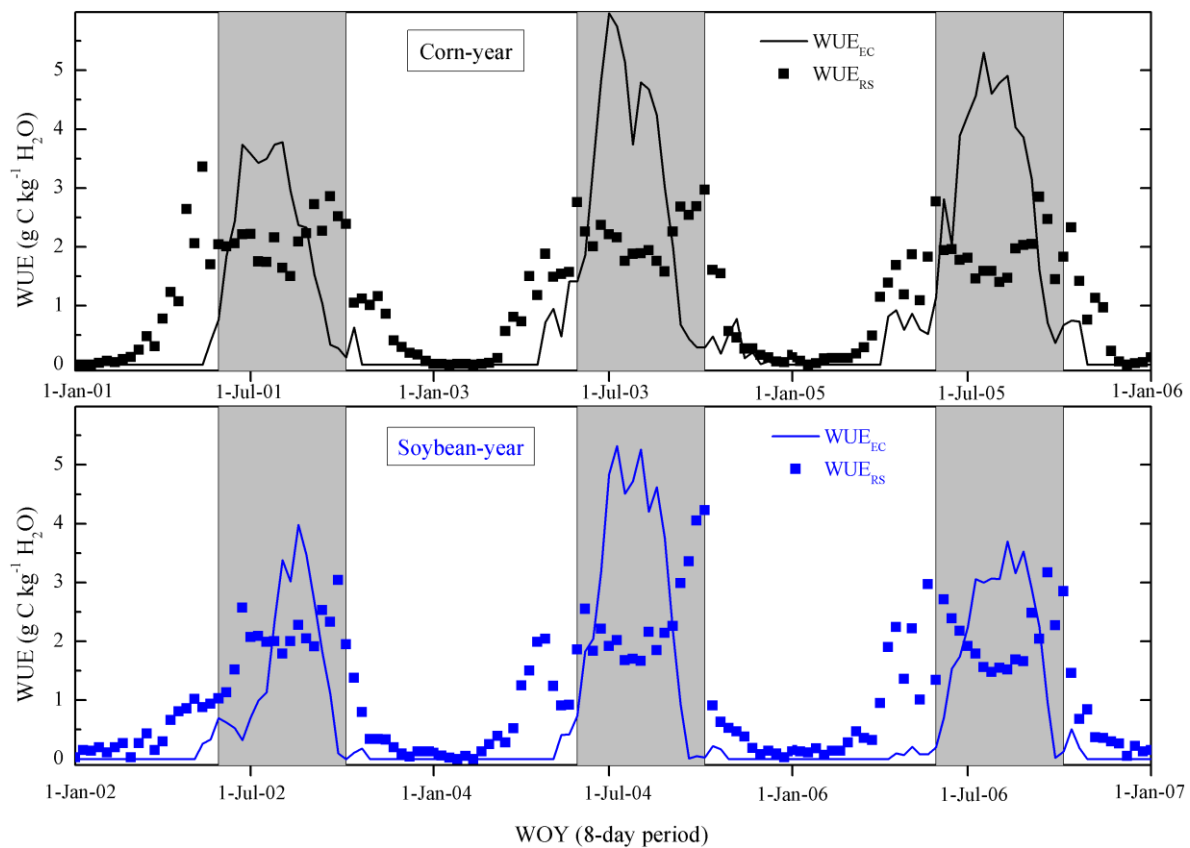 Corn-year
WUE_EC
WUE_RS
WUE (g C kg⁻¹ H₂O)
5
4
3
2
1
0
1-Jan-01 1-Jul-01 1-Jan-03 1-Jul-03 1-Jan-05 1-Jul-05 1-Jan-06
Soybean-year
WUE_EC
WUE_RS
WUE (g C kg⁻¹ H₂O)
5
4
3
2
1
0
1-Jan-02 1-Jul-02 1-Jan-04 1-Jul-04 1-Jan-06 1-Jul-06 1-Jan-07
WOY (8-day period)